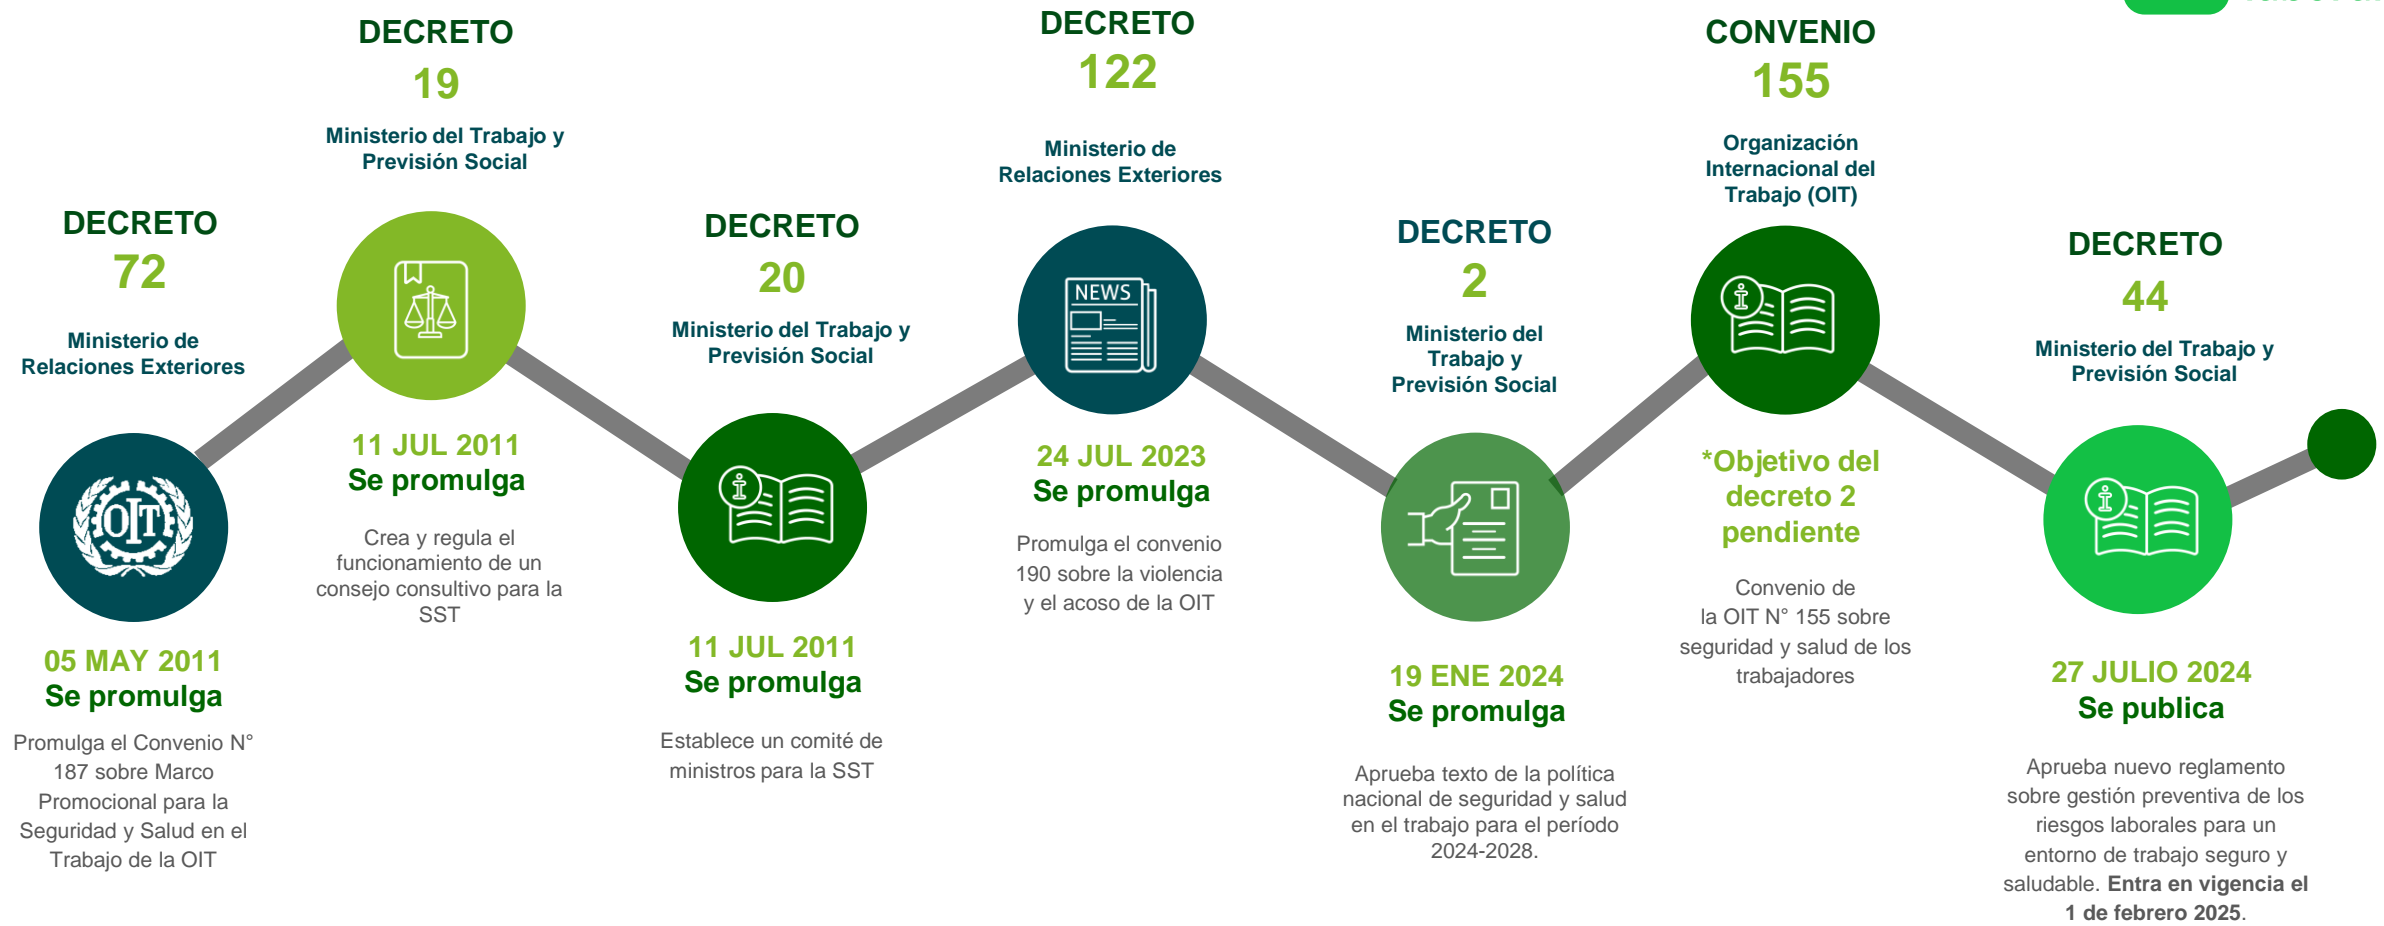 DECRETO
72
Ministerio de
Relaciones Exteriores
OIT
05 MAY 2011
Se promulga
Promulga el Convenio N°
187 sobre Marco
Promocional para la
Seguridad y Salud en el
Trabajo de la OIT
DECRETO
19
Ministerio del Trabajo y
Previsión Social
11 JUL 2011
Se promulga
Crea y regula el
funcionamiento de un
consejo consultivo para la
SST
DECRETO
20
Ministerio del Trabajo y
Previsión Social
11 JUL 2011
Se promulga
Establece un comité de
ministros para la SST
DECRETO
122
Ministerio de
Relaciones Exteriores
NEWS
24 JUL 2023
Se promulga
Promulga el convenio
190 sobre la violencia
y el acoso de la OIT
DECRETO
2
Ministerio del
Trabajo y
Previsión Social
19 ENE 2024
Se promulga
Aprueba texto de la política
nacional de seguridad y salud
en el trabajo para el período
2024-2028.
CONVENIO
155
Organización
Internacional del
Trabajo (OIT)
*Objetivo del
decreto 2
pendiente
Convenio de
la OIT N° 155 sobre
seguridad y salud de los
trabajadores
DECRETO
44
Ministerio del Trabajo y
Previsión Social
27 JULIO 2024
Se publica
Aprueba nuevo reglamento
sobre gestión preventiva de los
riesgos laborales para un
entorno de trabajo seguro y
saludable. Entra en vigencia el
1 de febrero 2025.